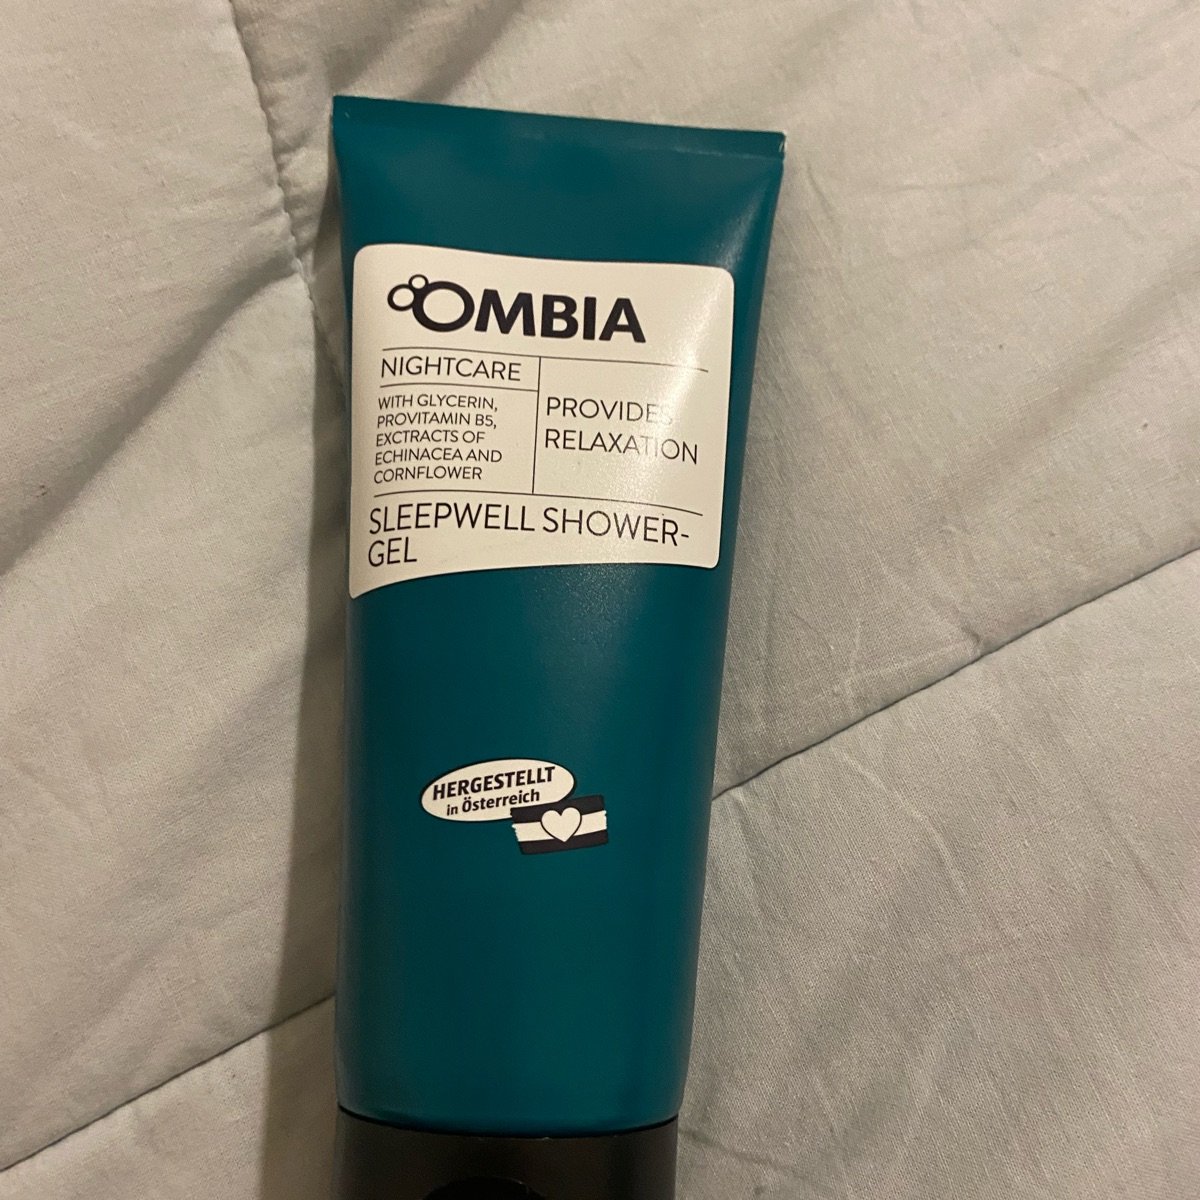 OMBIA
NIGHTCARE
WITH GLYCERIN,
PROVITAMIN B5,
EXCTRACTS OF
ECHINACEA AND
CORNFLOWER
PROVIDES
RELAXATION
SLEEPWELL SHOWER-
GEL
HERGESTELLT
in Österreich